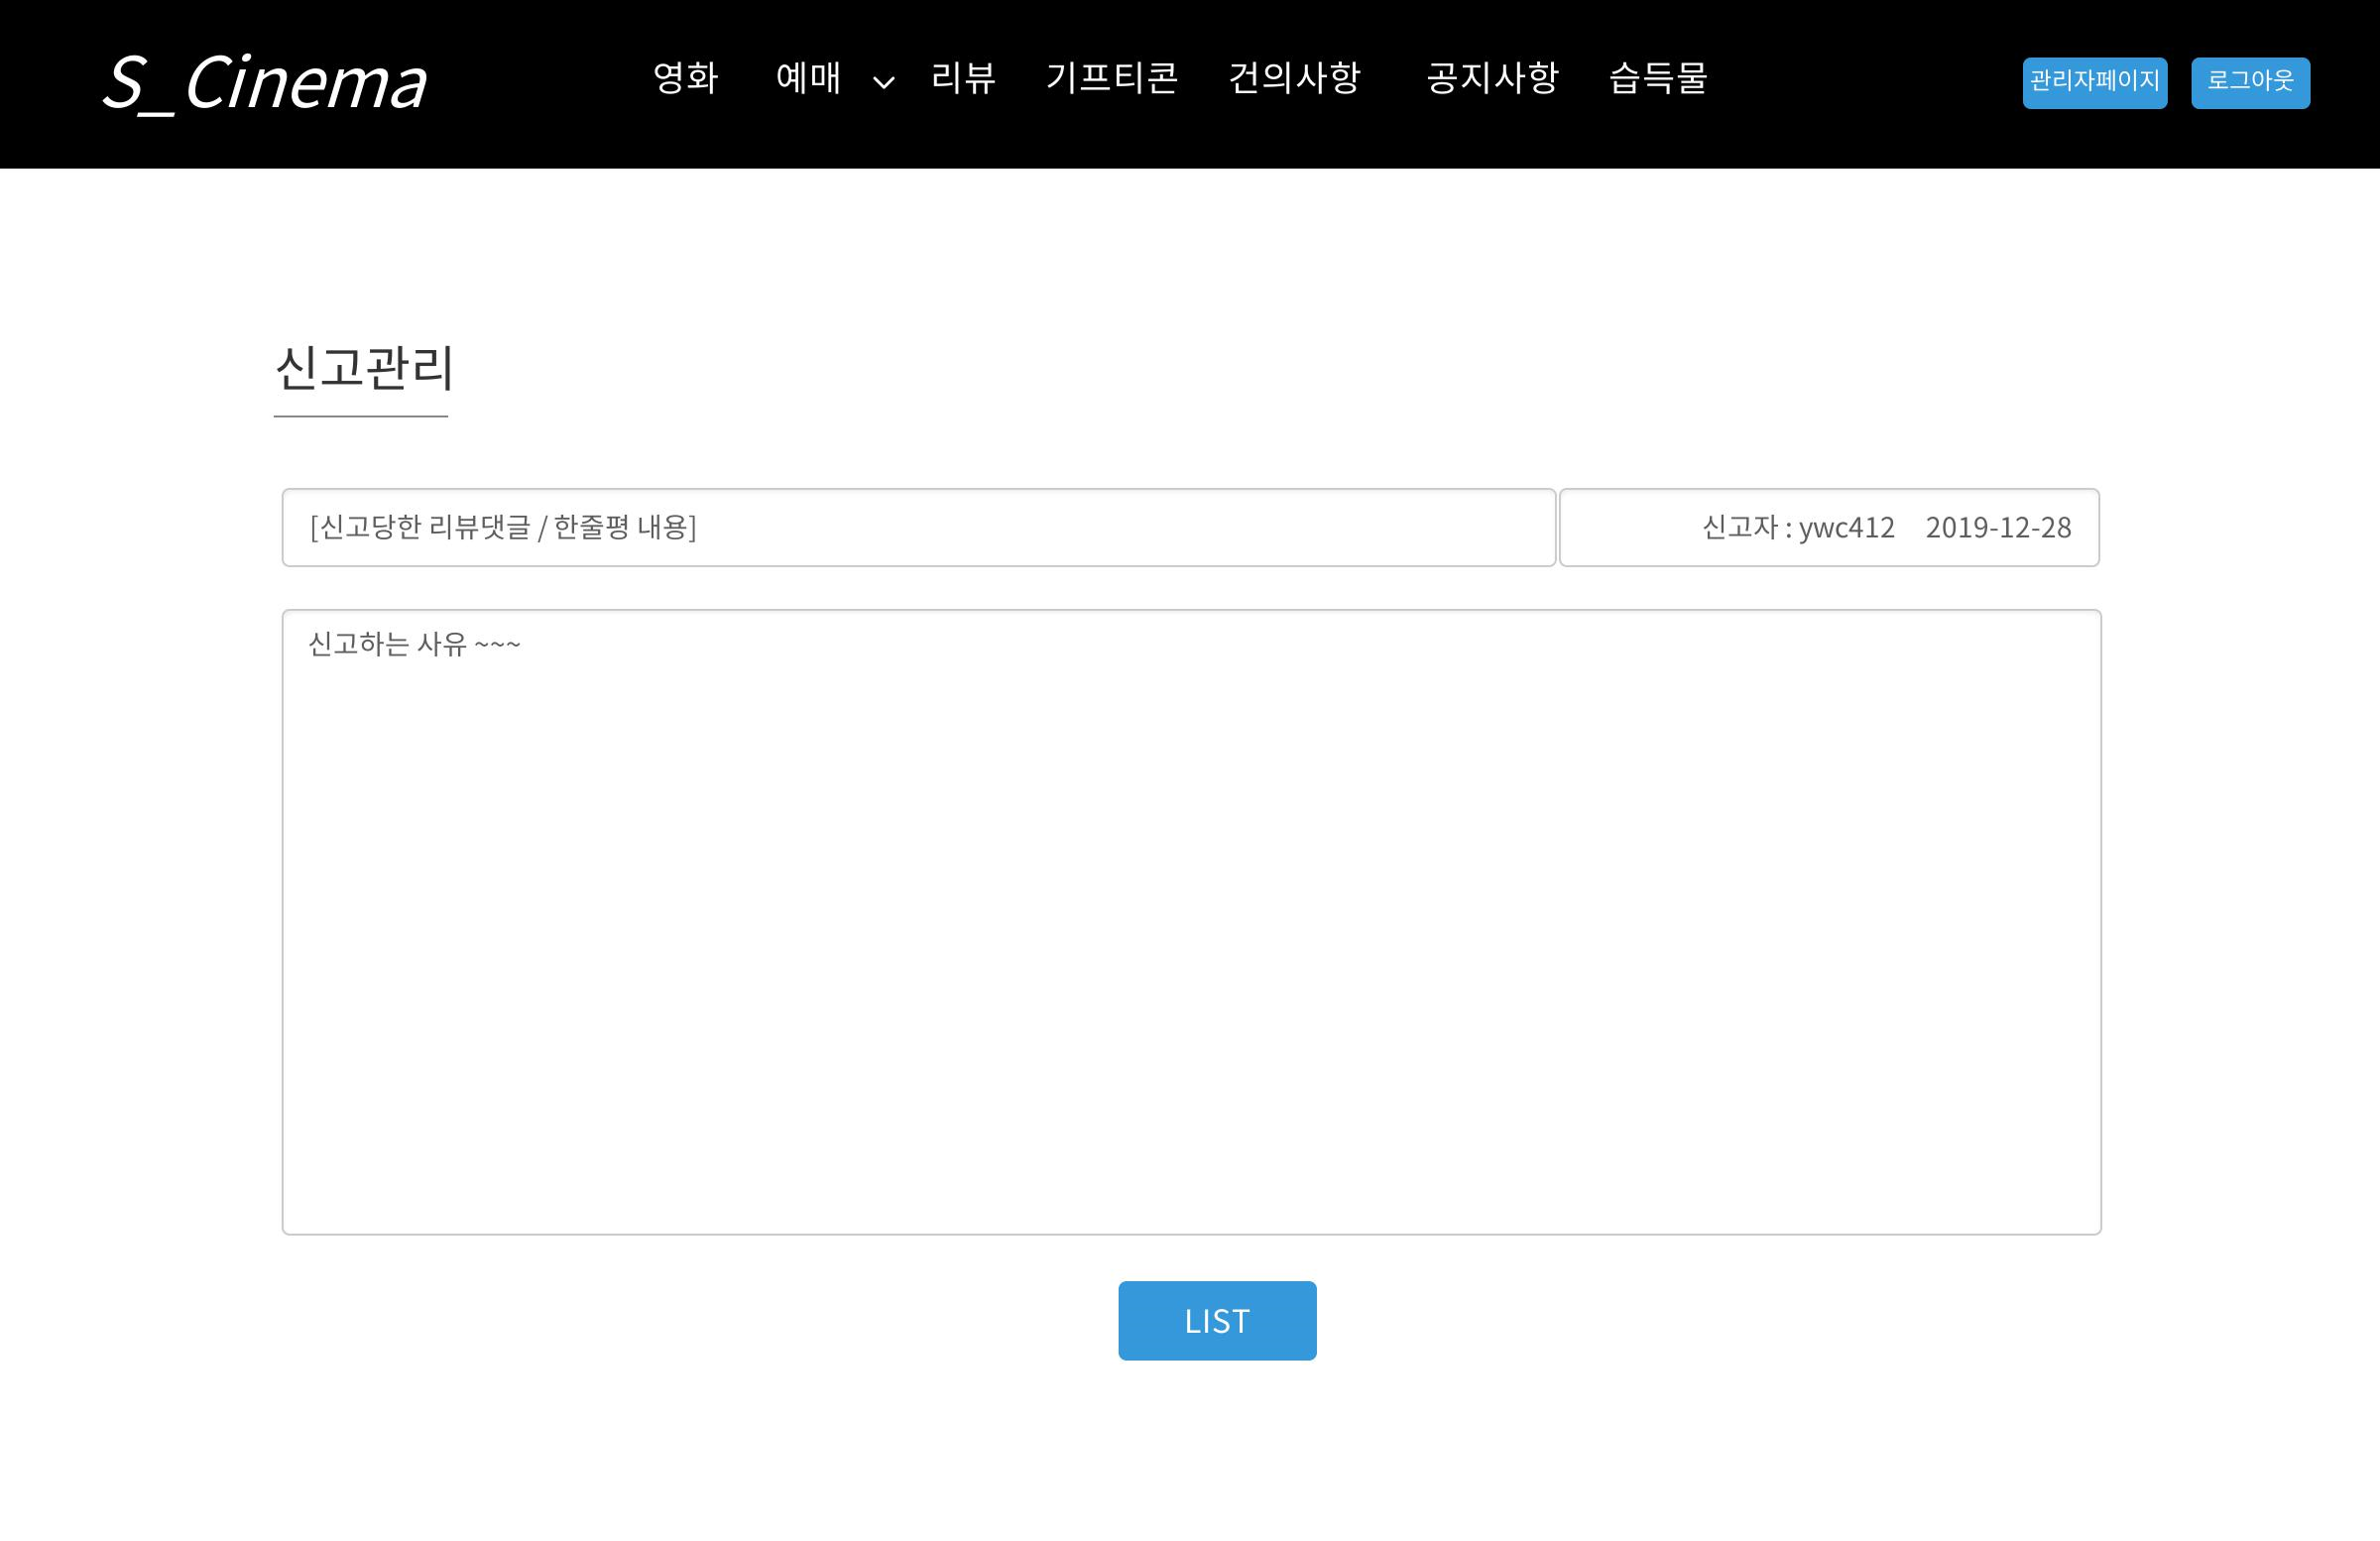 S_Cinema 영화 예매 리뷰 기프티콘 건의사항 공지사항 습득물 관리자페이지 로그아웃
신고관리
[신고당한 리뷰댓글 / 한줄평 내용] 신고자 : ywc412 2019-12-28
신고하는 사유 ~~~
LIST